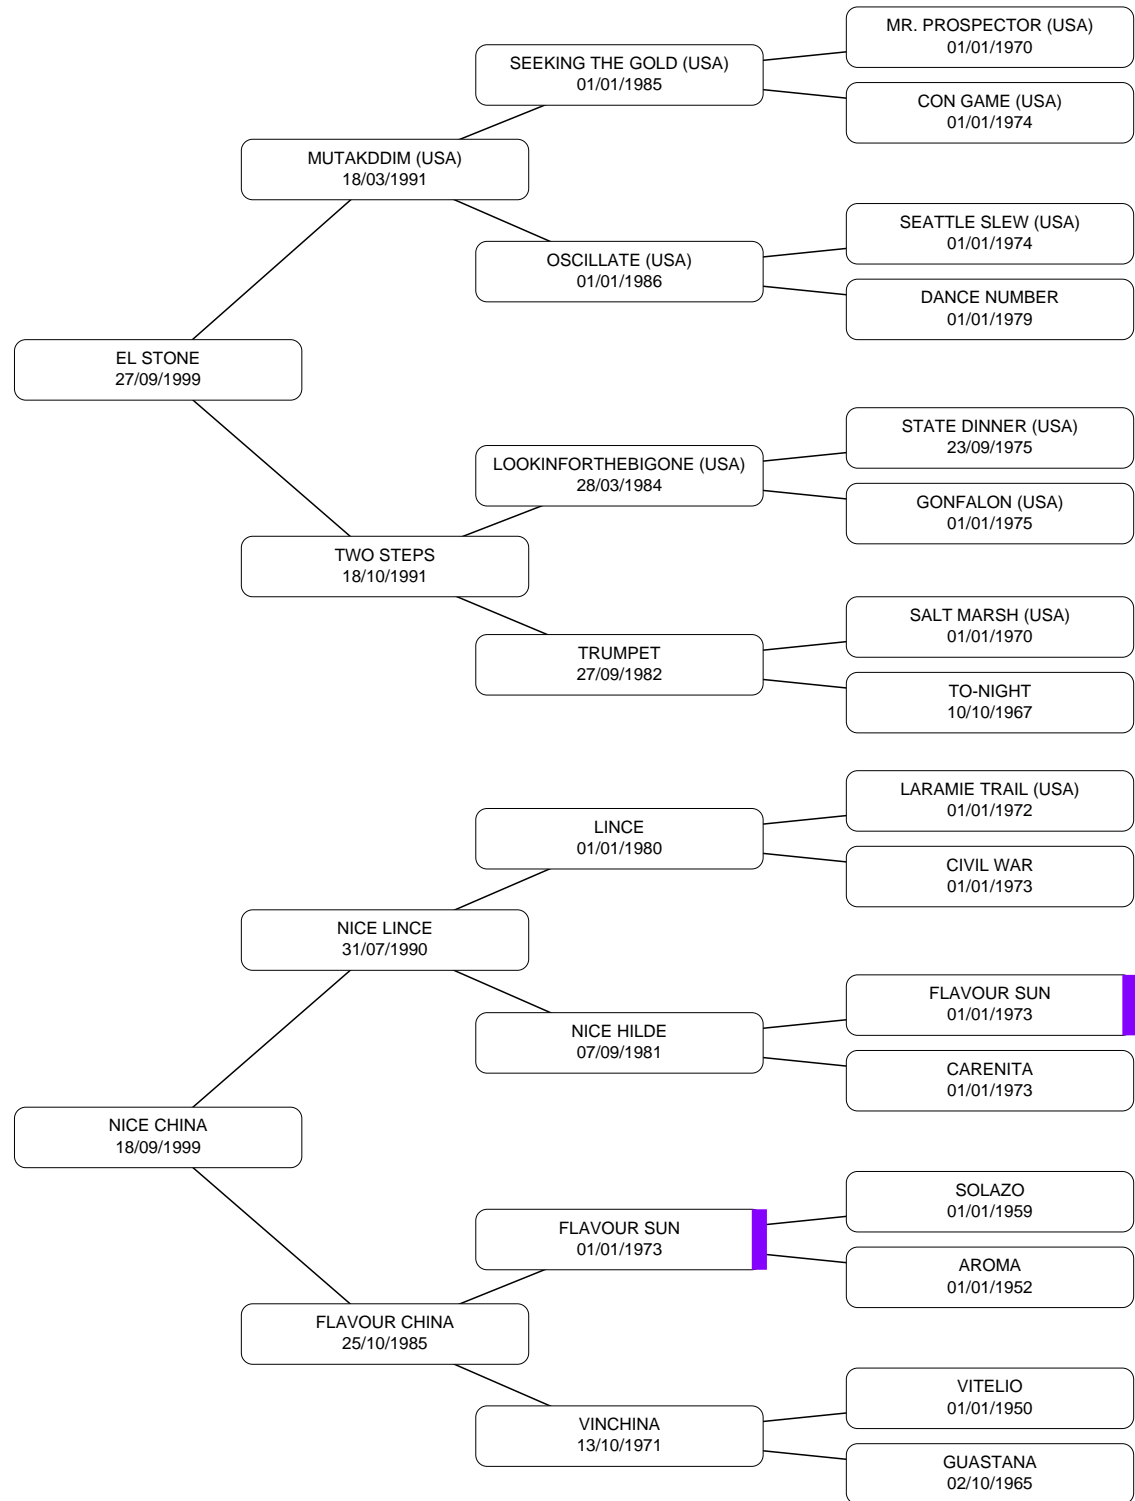 MR. PROSPECTOR (USA)
01/01/1970
SEEKING THE GOLD (USA)
01/01/1985
CON GAME (USA)
01/01/1974
MUTAKDDIM (USA)
18/03/1991
SEATTLE SLEW (USA)
01/01/1974
OSCILLATE (USA)
01/01/1986
DANCE NUMBER
01/01/1979
EL STONE
27/09/1999
STATE DINNER (USA)
23/09/1975
LOOKINFORTHEBIGONE (USA)
28/03/1984
GONFALON (USA)
01/01/1975
TWO STEPS
18/10/1991
SALT MARSH (USA)
01/01/1970
TRUMPET
27/09/1982
TO-NIGHT
10/10/1967
LARAMIE TRAIL (USA)
01/01/1972
LINCE
01/01/1980
CIVIL WAR
01/01/1973
NICE LINCE
31/07/1990
FLAVOUR SUN
01/01/1973
NICE HILDE
07/09/1981
CARENITA
01/01/1973
NICE CHINA
18/09/1999
SOLAZO
01/01/1959
FLAVOUR SUN
01/01/1973
AROMA
01/01/1952
FLAVOUR CHINA
25/10/1985
VITELIO
01/01/1950
VINCHINA
13/10/1971
GUASTANA
02/10/1965